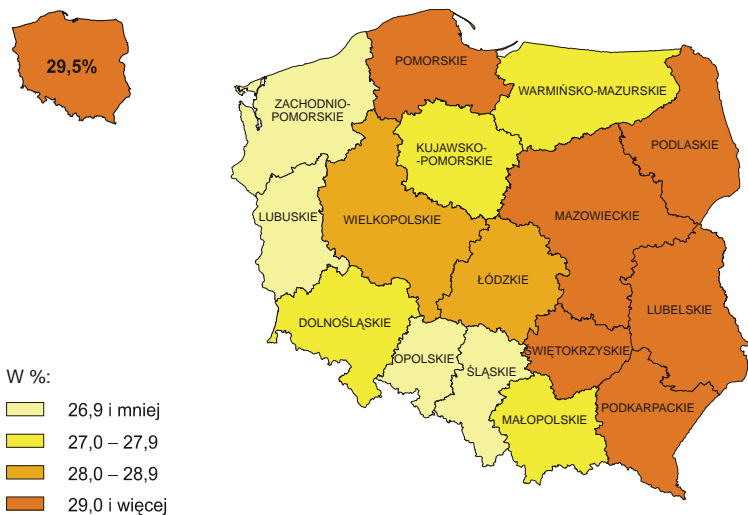 29,5%
POMORSKIE
WARMIŃSKO-MAZURSKIE
ZACHODNIO-
POMORSKIE
KUJAWSKO-
-POMORSKIE
PODLASKIE
LUBUSKIE
WIELKOPOLSKIE
MAZOWIECKIE
ŁÓDZKIE
LUBELSKIE
DOLNOŚLĄSKIE
OPOLSKIE
ŚLĄSKIE
ŚWIĘTOKRZYSKIE
MAŁOPOLSKIE
PODKARPACKIE
W %:
26,9 i mniej
27,0 – 27,9
28,0 – 28,9
29,0 i więcej